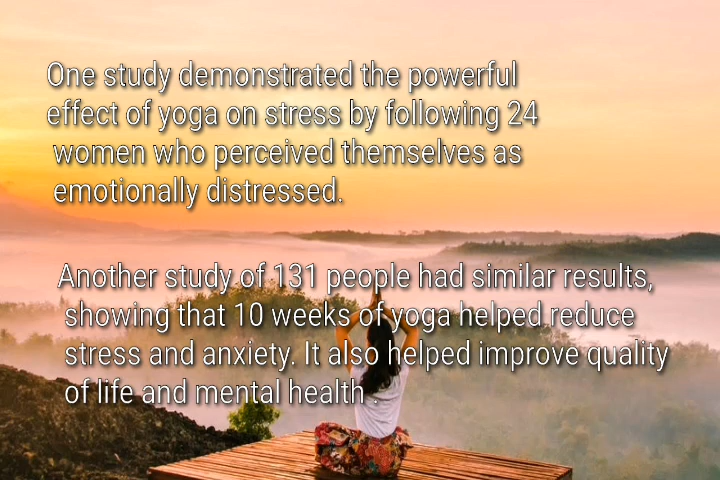 One study demonstrated the powerful
effect of yoga on stress by following 24
women who perceived themselves as
emotionally distressed.
Another study of 131 people had similar results,
showing that 10 weeks of yoga helped reduce
stress and anxiety. It also helped improve quality
of life and mental health .